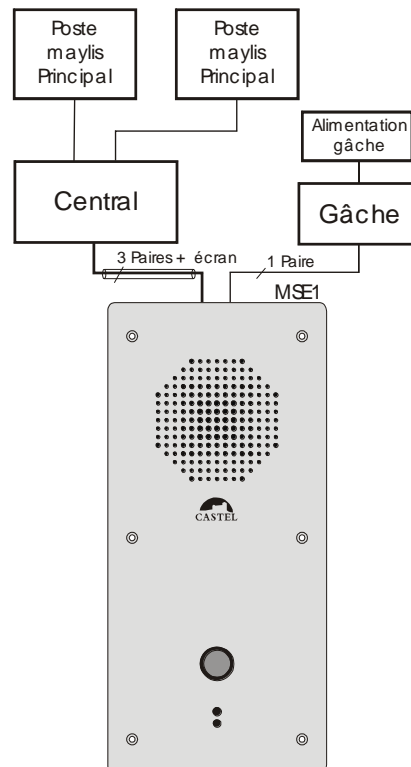 Poste
maylis
Principal
Poste
maylis
Principal
Alimentation
gâche
Central
Gâche
3 Paires + écran
1 Paire
MSE1
CASTEL